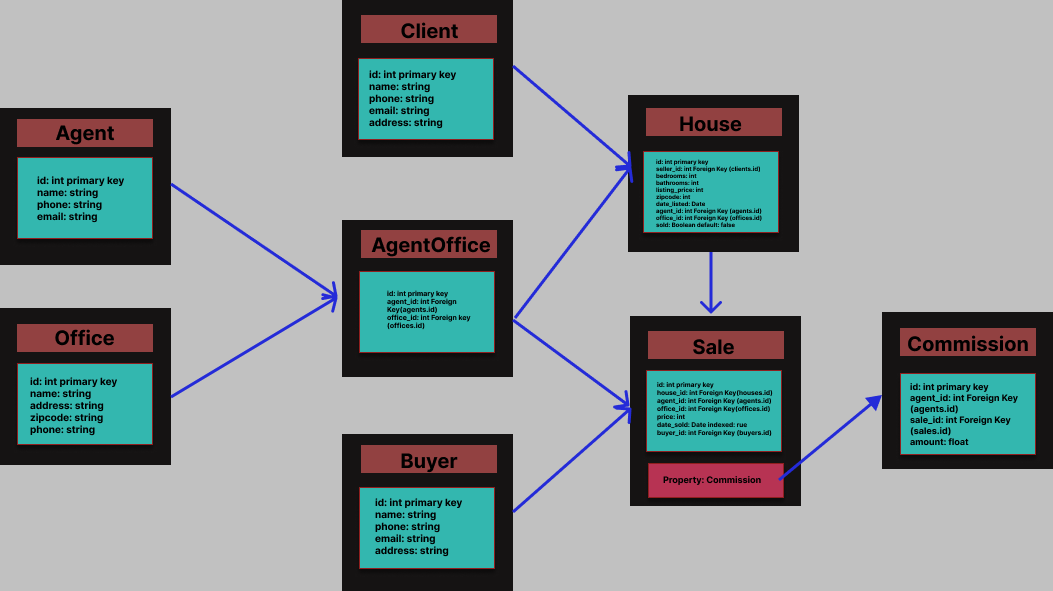 Client
id: int primary key
name: string
phone: string
email: string
address: string
Agent
id: int primary key
name: string
phone: string
email: string
House
id: int primary key
seller_id: int Foreign Key (clients.id)
bedrooms: int
bathrooms: int
listing_price: int
zipcode: int
date_listed: Date
agent_id: int Foreign Key (agents.id)
office_id: int Foreign Key (offices.id)
sold: Boolean default: false
AgentOffice
id: int primary key
agent_id: int Foreign
Key(agents.id)
office_id: int Foreign key
(offices.id)
Office
id: int primary key
name: string
address: string
zipcode: string
phone: string
Sale
id: int primary key
house_id: int Foreign Key(houses.id)
agent_id: int Foreign Key (agents.id)
office_id: int Foreign Key(offices.id)
price: int
date_sold: Date indexed: rue
buyer_id: int Foreign Key (buyers.id)
Property: Commission
Commission
id: int primary key
agent_id: int Foreign Key
(agents.id)
sale_id: int Foreign Key
(sales.id)
amount: float
Buyer
id: int primary key
name: string
phone: string
email: string
address: string